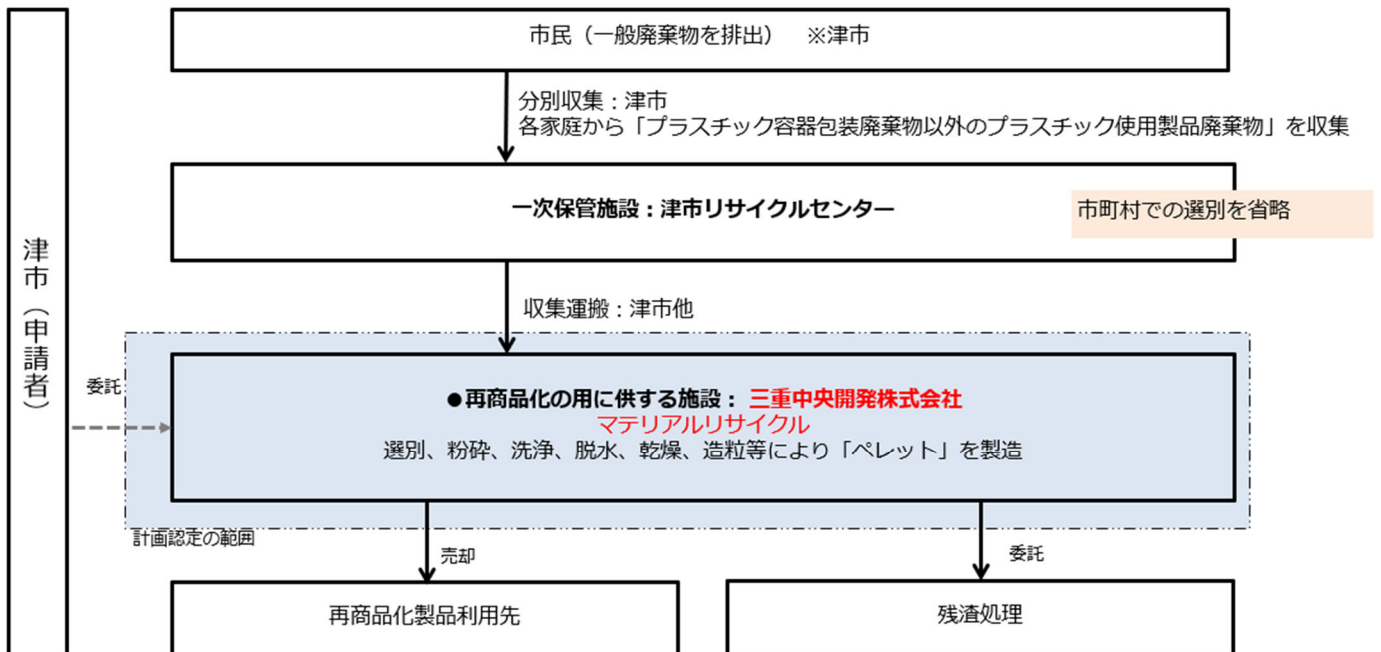 市民（一般廃棄物を排出）　※津市
分別収集：津市
各家庭から「プラスチック容器包装廃棄物以外のプラスチック使用製品廃棄物」を収集
一次保管施設：津市リサイクルセンター
市町村での選別を省略
津市（申請者）
収集運搬：津市他
委託
●再商品化の用に供する施設： 三重中央開発株式会社
マテリアルリサイクル
選別、粉砕、洗浄、脱水、乾燥、造粒等により「ペレット」を製造
計画認定の範囲
売却
委託
再商品化製品利用先
残渣処理